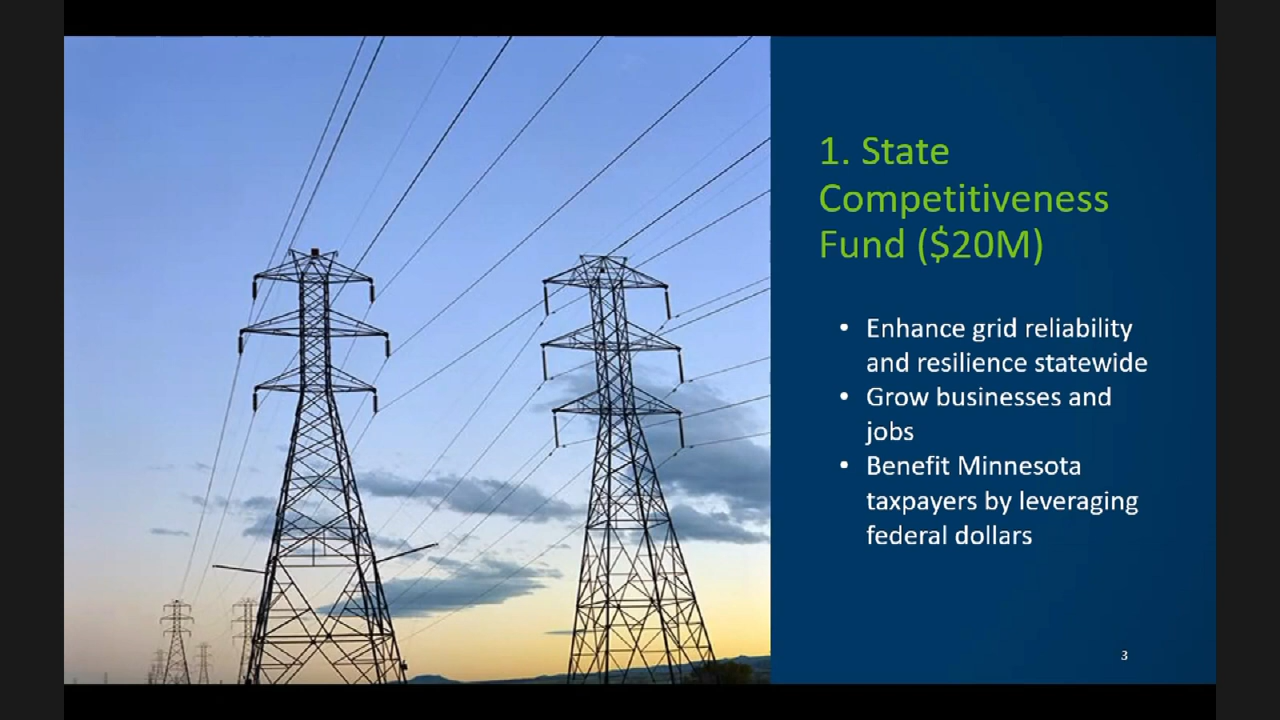 1. State
Competitiveness
Fund ($20M)
• Enhance grid reliability
and resilience statewide
• Grow businesses and
jobs
• Benefit Minnesota
taxpayers by leveraging
federal dollars
3